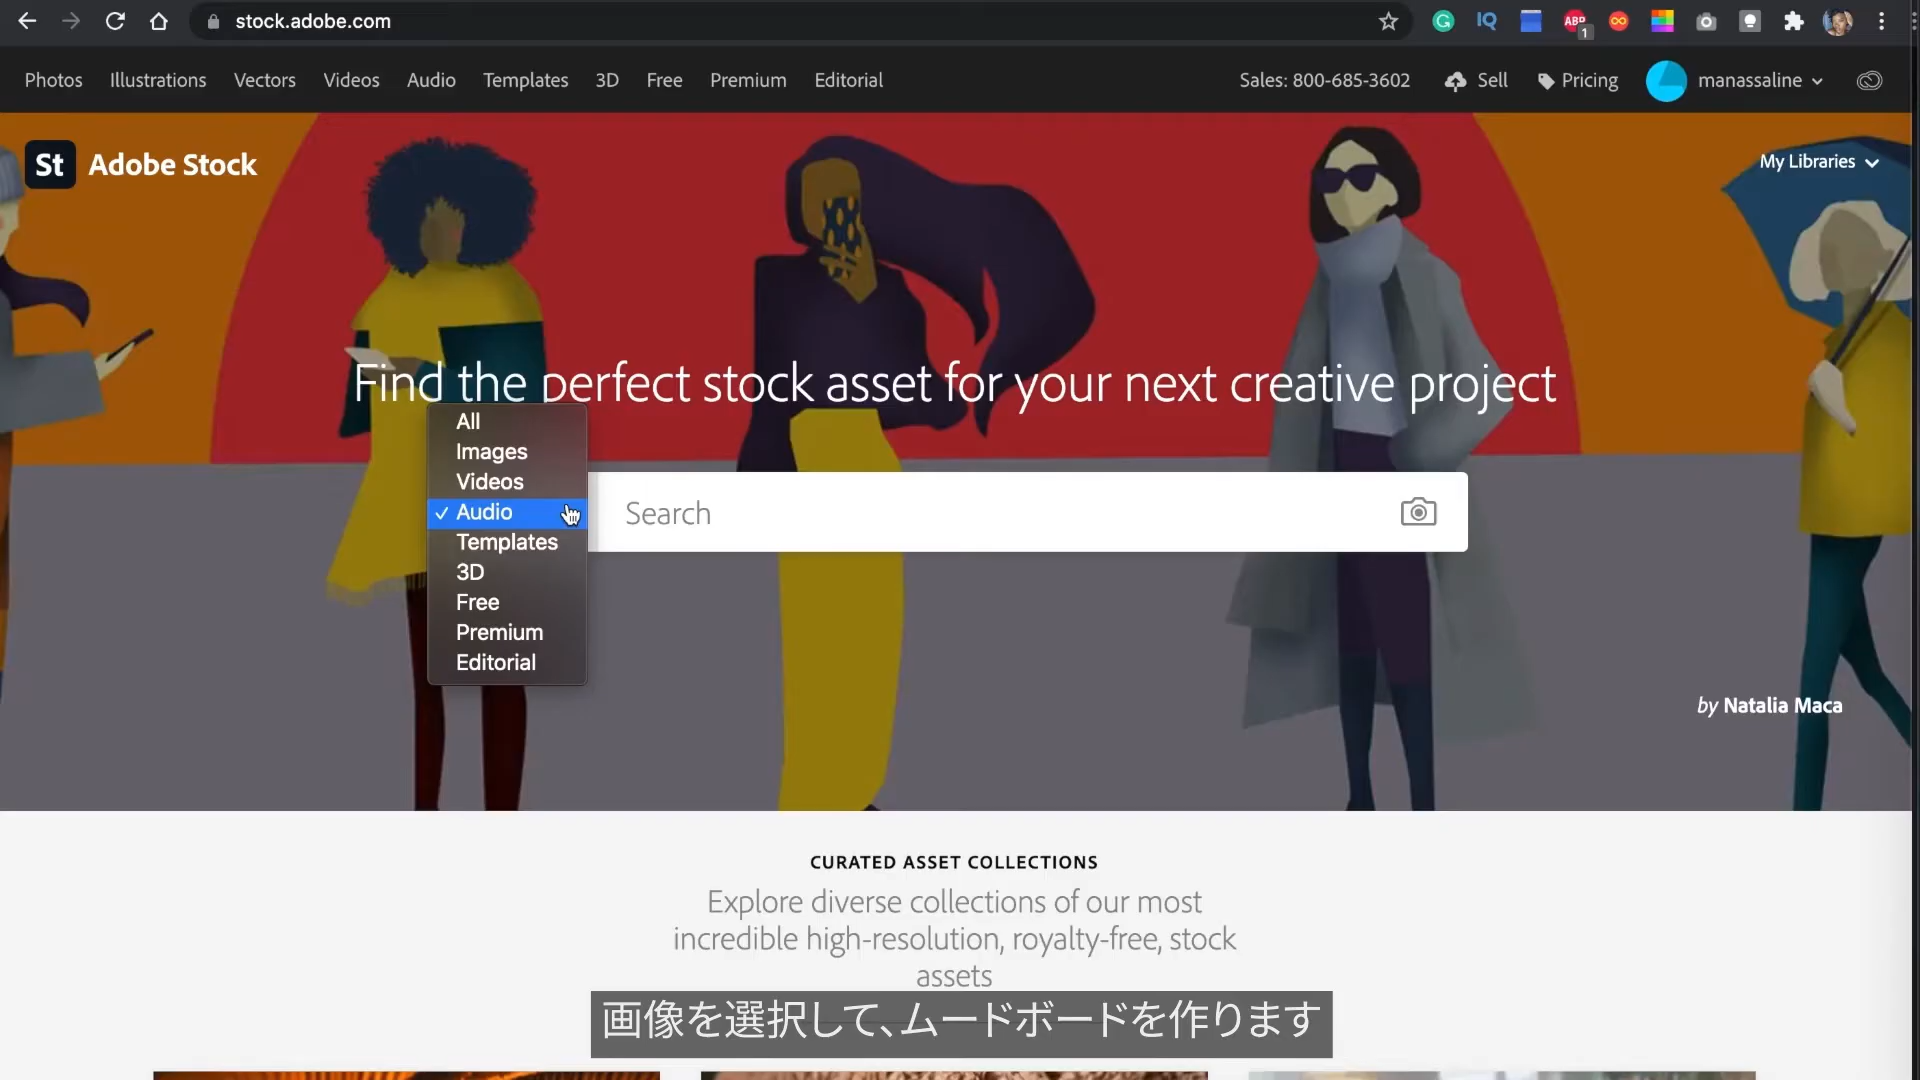 stock.adobe.com
ABP
1
IQ
G
Photos Illustrations Vectors Videos Audio Templates 3D Free Premium Editorial
Sales: 800-685-3602 Sell Pricing manassaline
St Adobe Stock
My Libraries
Find the perfect stock asset for your next creative project
All
Images
Videos
✓ Audio
Templates
3D
Free
Premium
Editorial
Search
by Natalia Maca
CURATED ASSET COLLECTIONS
Explore diverse collections of our most
incredible high-resolution, royalty-free, stock
assets
画像を選択して、ムードボードを作ります